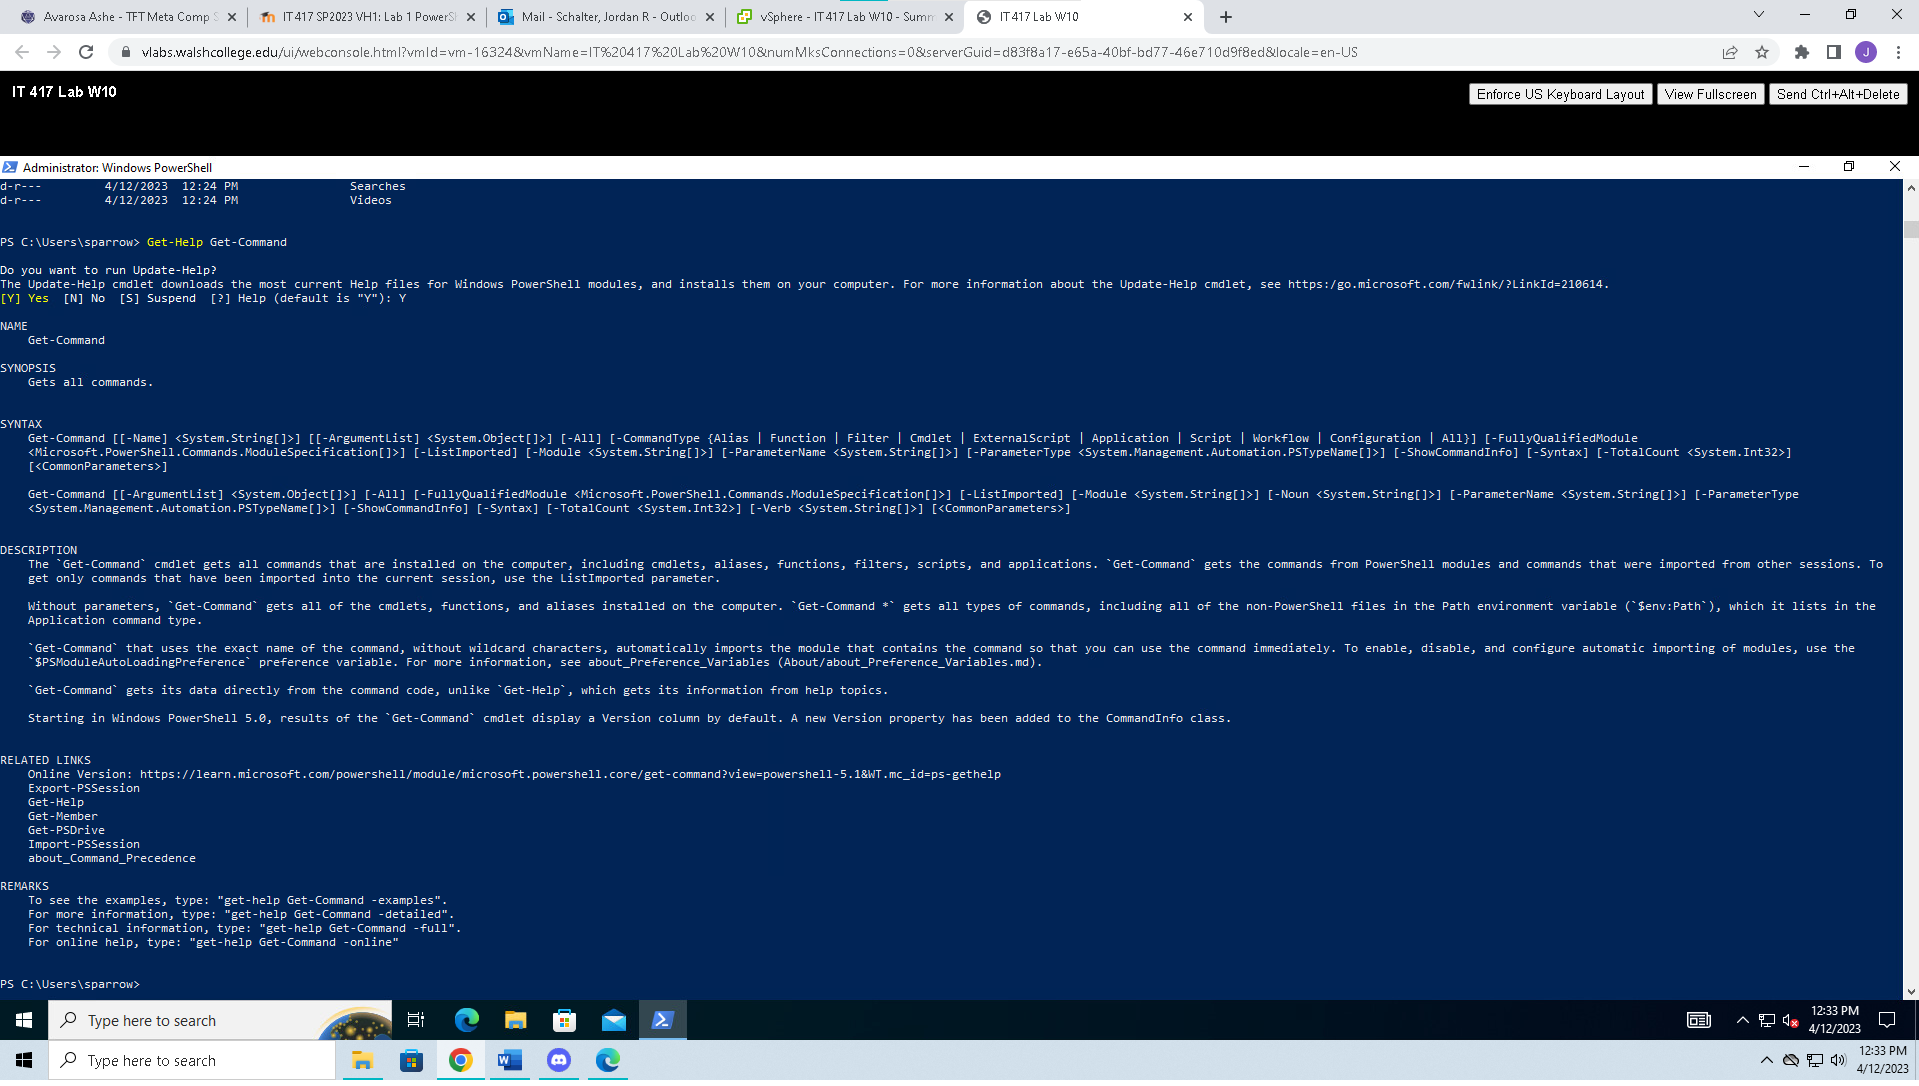 Avarosa Ashe - TFT Meta Comp S
IT417 SP2023 VH1: Lab 1 PowerSh
Mail - Schalter, Jordan R - Outloo
vSphere - IT417 Lab W10 - Summ
IT417 Lab W10
vlabs.walshcollege.edu/ui/webconsole.html?vmId=vm-16324&vmName=IT%20417%20Lab%20W10&numMksConnections=0&serverGuid=d83f8a17-e65a-40bf-bd77-46e710d9f8ed&locale=en-US
J
IT 417 Lab W10
Enforce US Keyboard Layout
View Fullscreen
Send Ctrl+Alt+Delete
Administrator: Windows PowerShell
d-r--- 4/12/2023 12:24 PM Searches
d-r--- 4/12/2023 12:24 PM Videos
PS C:\Users\sparrow> Get-Help Get-Command
Do you want to run Update-Help?
The Update-Help cmdlet downloads the most current Help files for Windows PowerShell modules, and installs them on your computer. For more information about the Update-Help cmdlet, see https:/go.microsoft.com/fwlink/?LinkId=210614.
[Y] Yes [N] No [S] Suspend [?] Help (default is "Y"): Y
NAME
Get-Command
SYNOPSIS
Gets all commands.
SYNTAX
Get-Command [[-Name] <System.String[]>] [[-ArgumentList] <System.Object[]>] [-All] [-CommandType {Alias | Function | Filter | Cmdlet | ExternalScript | Application | Script | Workflow | Configuration | All}] [-FullyQualifiedModule
<Microsoft.PowerShell.Commands.ModuleSpecification[]>] [-ListImported] [-Module <System.String[]>] [-ParameterName <System.String[]>] [-ParameterType <System.Management.Automation.PSTypeName[]>] [-ShowCommandInfo] [-Syntax] [-TotalCount <System.Int32>]
[<CommonParameters>]
Get-Command [[-ArgumentList] <System.Object[]>] [-All] [-FullyQualifiedModule <Microsoft.PowerShell.Commands.ModuleSpecification[]>] [-ListImported] [-Module <System.String[]>] [-Noun <System.String[]>] [-ParameterName <System.String[]>] [-ParameterType
<System.Management.Automation.PSTypeName[]>] [-ShowCommandInfo] [-Syntax] [-TotalCount <System.Int32>] [-Verb <System.String[]>] [<CommonParameters>]
DESCRIPTION
The `Get-Command` cmdlet gets all commands that are installed on the computer, including cmdlets, aliases, functions, filters, scripts, and applications. `Get-Command` gets the commands from PowerShell modules and commands that were imported from other sessions. To
get only commands that have been imported into the current session, use the ListImported parameter.
Without parameters, `Get-Command` gets all of the cmdlets, functions, and aliases installed on the computer. `Get-Command *` gets all types of commands, including all of the non-PowerShell files in the Path environment variable (`$env:Path`), which it lists in the
Application command type.
`Get-Command` that uses the exact name of the command, without wildcard characters, automatically imports the module that contains the command so that you can use the command immediately. To enable, disable, and configure automatic importing of modules, use the
`$PSModuleAutoLoadingPreference` preference variable. For more information, see about_Preference_Variables (About/about_Preference_Variables.md).
`Get-Command` gets its data directly from the command code, unlike `Get-Help`, which gets its information from help topics.
Starting in Windows PowerShell 5.0, results of the `Get-Command` cmdlet display a Version column by default. A new Version property has been added to the CommandInfo class.
RELATED LINKS
Online Version: https://learn.microsoft.com/powershell/module/microsoft.powershell.core/get-command?view=powershell-5.1&WT.mc_id=ps-gethelp
Export-PSSession
Get-Help
Get-Member
Get-PSDrive
Import-PSSession
about_Command_Precedence
REMARKS
To see the examples, type: "get-help Get-Command -examples".
For more information, type: "get-help Get-Command -detailed".
For technical information, type: "get-help Get-Command -full".
For online help, type: "get-help Get-Command -online"
PS C:\Users\sparrow>
Type here to search
12:33 PM
4/12/2023
Type here to search
12:33 PM
4/12/2023